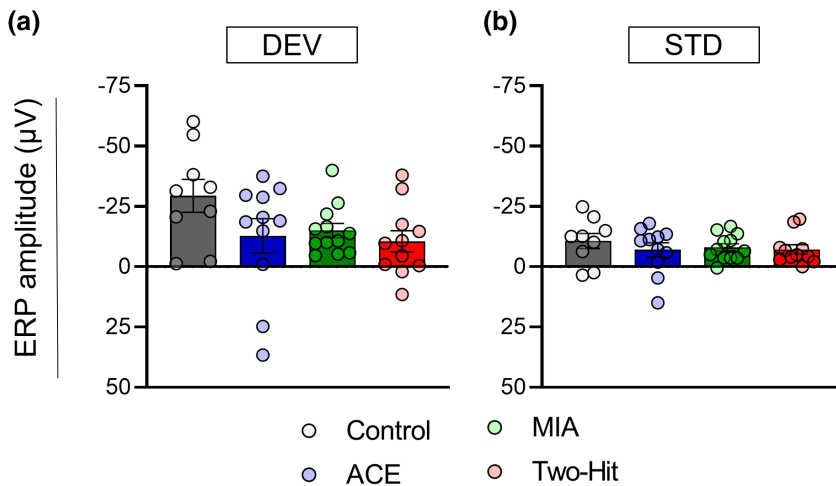 (a)
DEV
(b)
STD
ERP amplitude (µV)
-75
-50
-25
0
25
50
-75
-50
-25
0
25
50
Control
MIA
ACE
Two-Hit